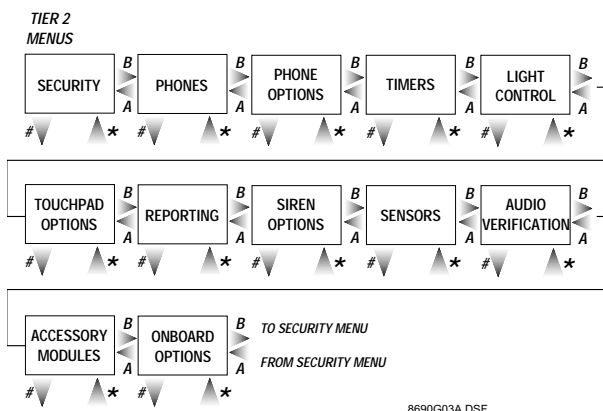 TIER 2
MENUS
SECURITY
B
A
PHONES
B
A
PHONE
OPTIONS
B
A
TIMERS
B
A
LIGHT
CONTROL
B
A
# *
# *
# *
# *
# *
TOUCHPAD
OPTIONS
B
A
REPORTING
B
A
SIREN
OPTIONS
B
A
SENSORS
B
A
AUDIO
VERIFICATION
B
A
# *
# *
# *
# *
# *
ACCESSORY
MODULES
B
A
ONBOARD
OPTIONS
B TO SECURITY MENU
A FROM SECURITY MENU
# *
# *
8690G03A.DSF